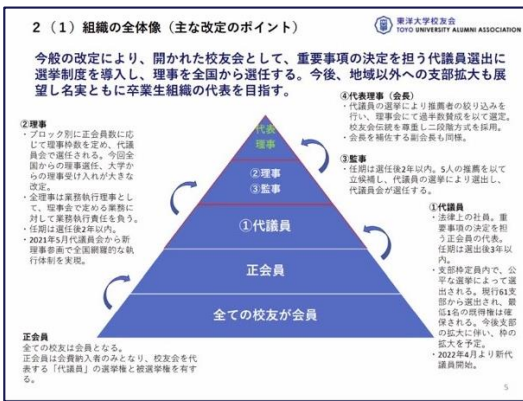 2(1)組織の全体像(主な改定のポイント)
東洋大学校友会
TOYO UNIVERSITY ALUMNI ASSOCIATION
今般の改定により、開かれた校友会として、重要事項の決定を担う代議員選出に
選挙制度を導入し、理事を全国から選任する。今後、地域以外への支部拡大も展
望し名実ともに卒業生組織の代表を目指す。
②理事
・ブロック別に正会員数に応
じて理事枠数を定め、代議
員会で選任される。今回全
国からの理事選任、大学か
らの理事受け入れが大きな
改定。
・全理事は業務執行理事とし
て、理事会で定める業務に
対して業務執行責任を負う。
・任期は選任後2年以内。
・2021年5月代議員会から新
理事参画で全国網羅的な執
行体制を実現。
正会員
全ての校友は会員となる。
正会員は会費納入者のみとなり、校友会を代
表する「代議員」の選挙権と被選挙権を有す
る。
代表
理事
②理事
③監事
①代議員
正会員
全ての校友が会員
④代表理事(会長)
・代議員の選挙により推薦者の絞り込みを
行い、理事会にて過半数賛成を以て選定。
校友会伝統を尊重し二段階方式を採用。
・会長を補佐する副会長も同様。
③監事
・任期は選任後2年以内。5人の推薦を以て
立候補し、代議員の選挙により選出し、
代議員会が選任する。
①代議員
・法律上の社員。重
要事項の決定を担
う正会員の代表。
任期は選出後3年以
内。
・支部枠定員内で、公
平な選挙によって選
出される。現行61支
部から選出され、最
低1名の既得権は確
保される。今後支部
の拡大に伴い、枠の
拡大を予定。
・2022年4月より新代
議員開始。
5